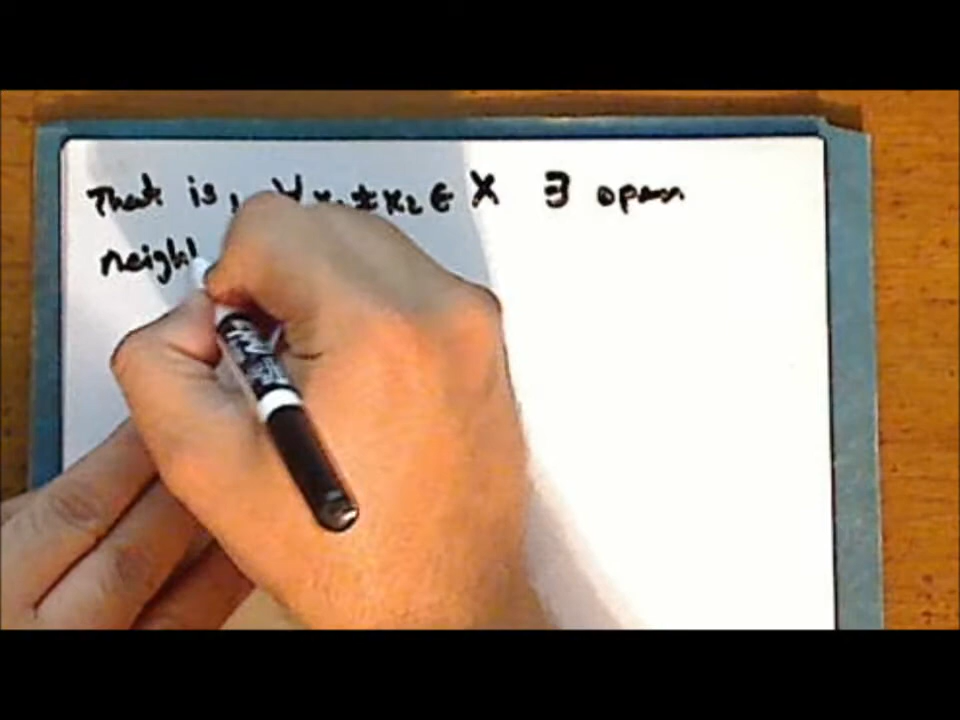 That is, ∀ x₁ ≠ x₂ ∈ X ∃ open
neigh